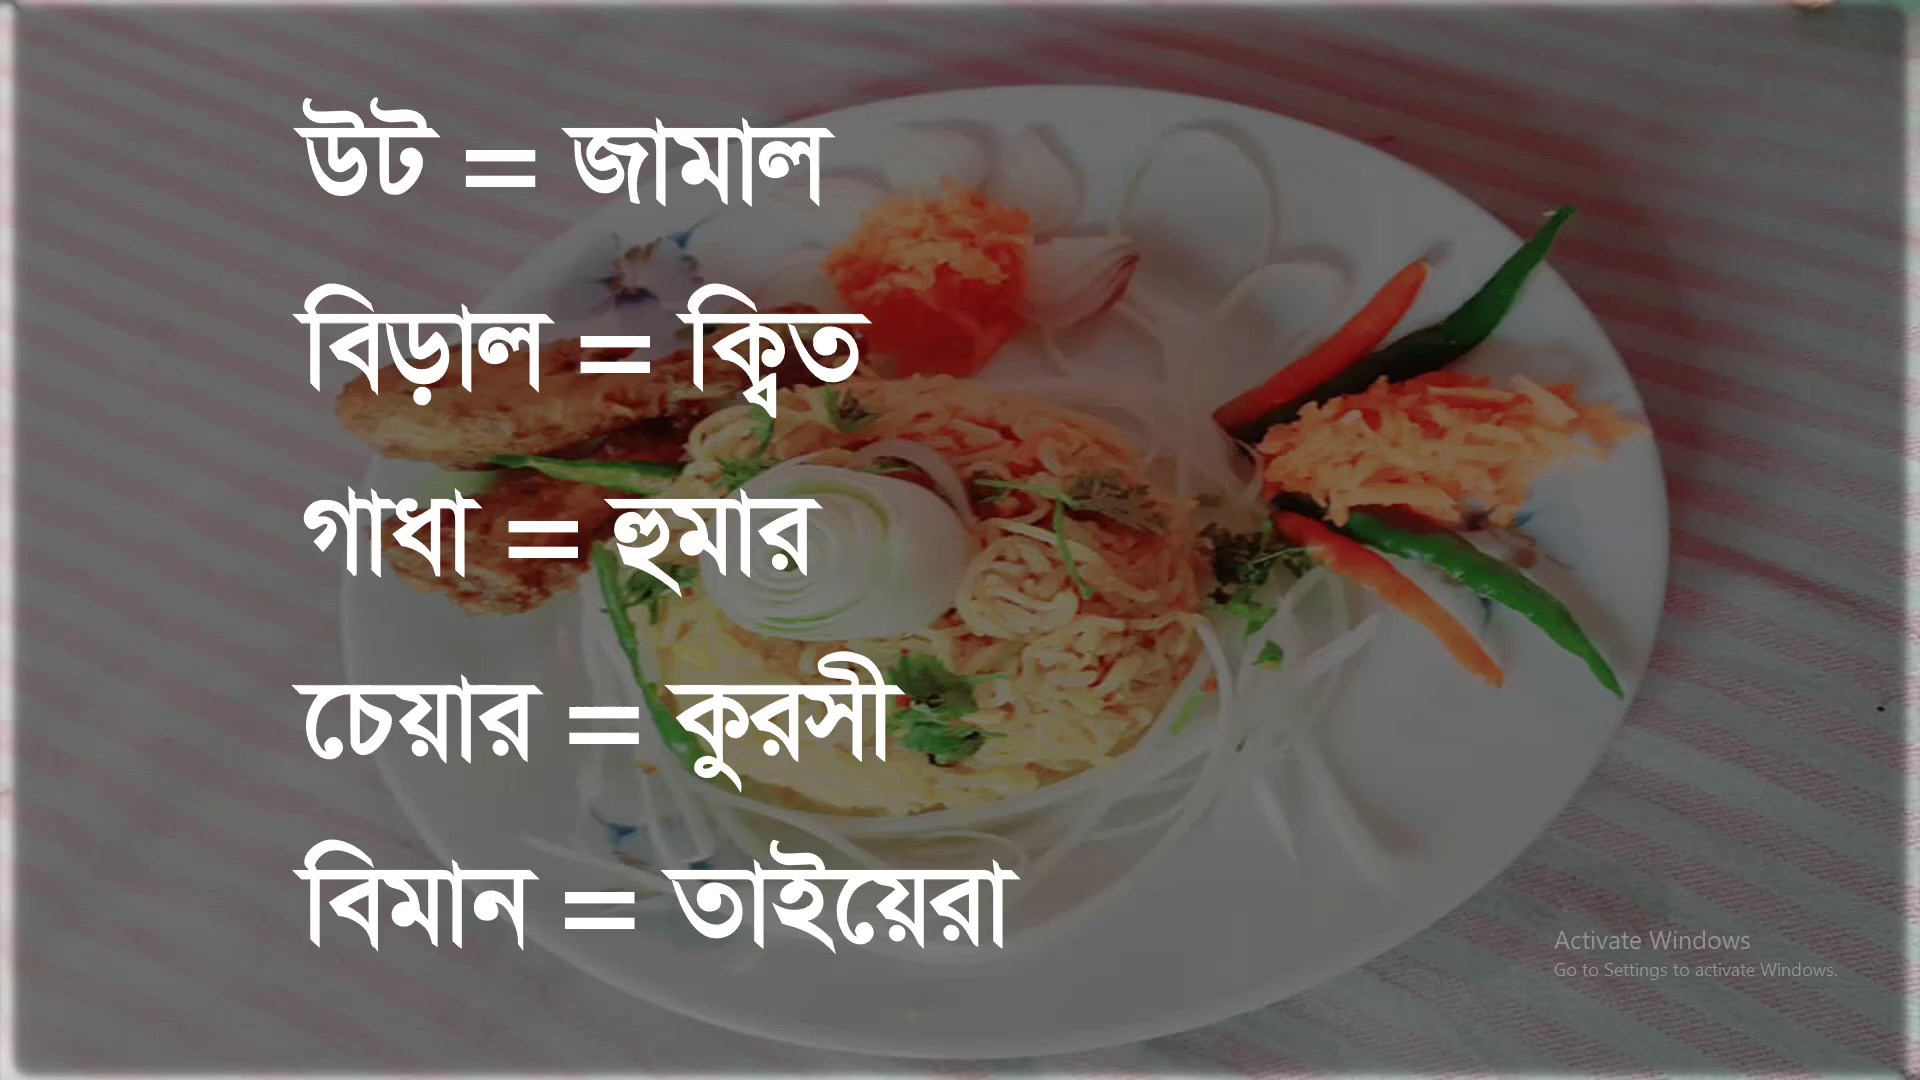 উট = জামাল
বিড়াল = ক্বিত
গাধা = হুমার
চেয়ার = কুরসী
বিমান = তাইয়েরা
Activate Windows
Go to Settings to activate Windows.